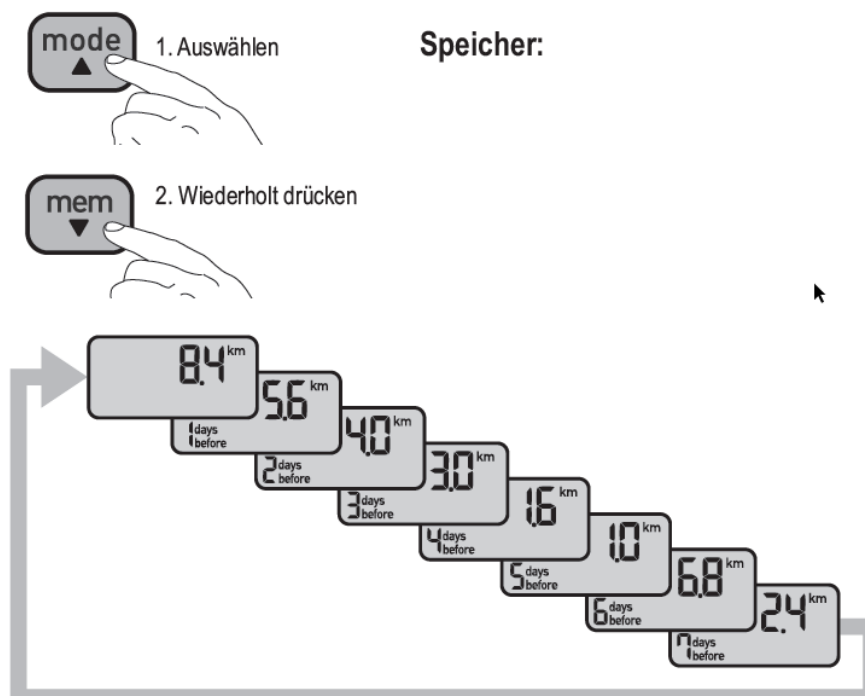 mode
1. Auswählen
Speicher:
mem
2. Wiederholt drücken
8.4 km
5.6 km
1 days before
4.0 km
2 days before
3.0 km
3 days before
1.6 km
4 days before
1.0 km
5 days before
6.8 km
6 days before
2.4 km
7 days before